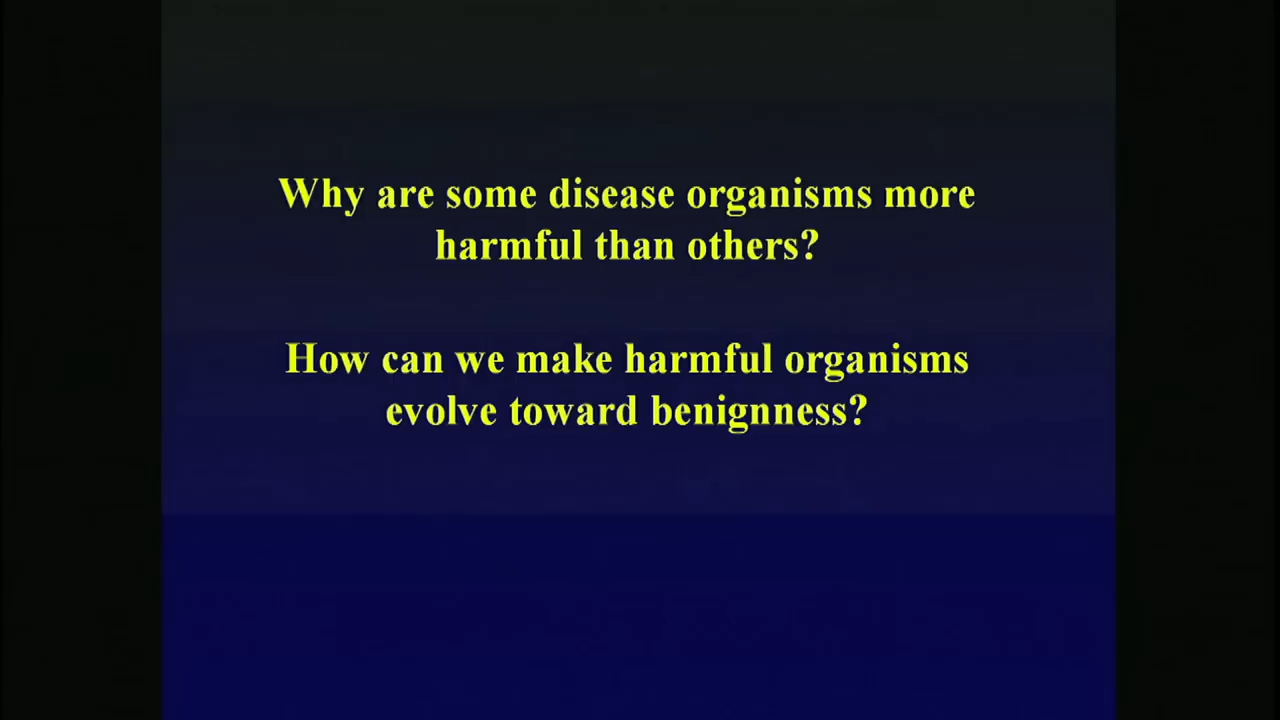 Why are some disease organisms more
harmful than others?
How can we make harmful organisms
evolve toward benignness?